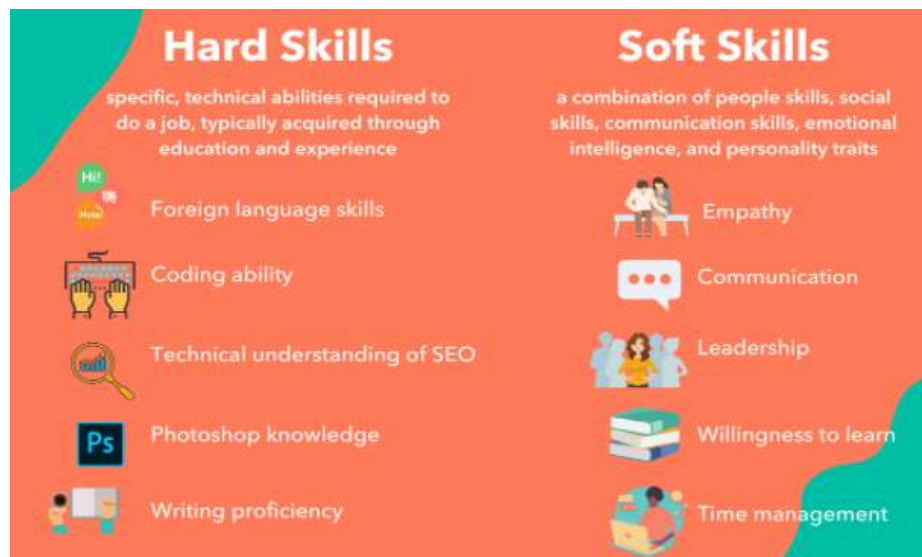 Hard Skills
specific, technical abilities required to
do a job, typically acquired through
education and experience
Hi!
Hola!
Foreign language skills
Coding ability
Technical understanding of SEO
Ps
Photoshop knowledge
Writing proficiency
Soft Skills
a combination of people skills, social
skills, communication skills, emotional
intelligence, and personality traits
Empathy
Communication
Leadership
Willingness to learn
Time management